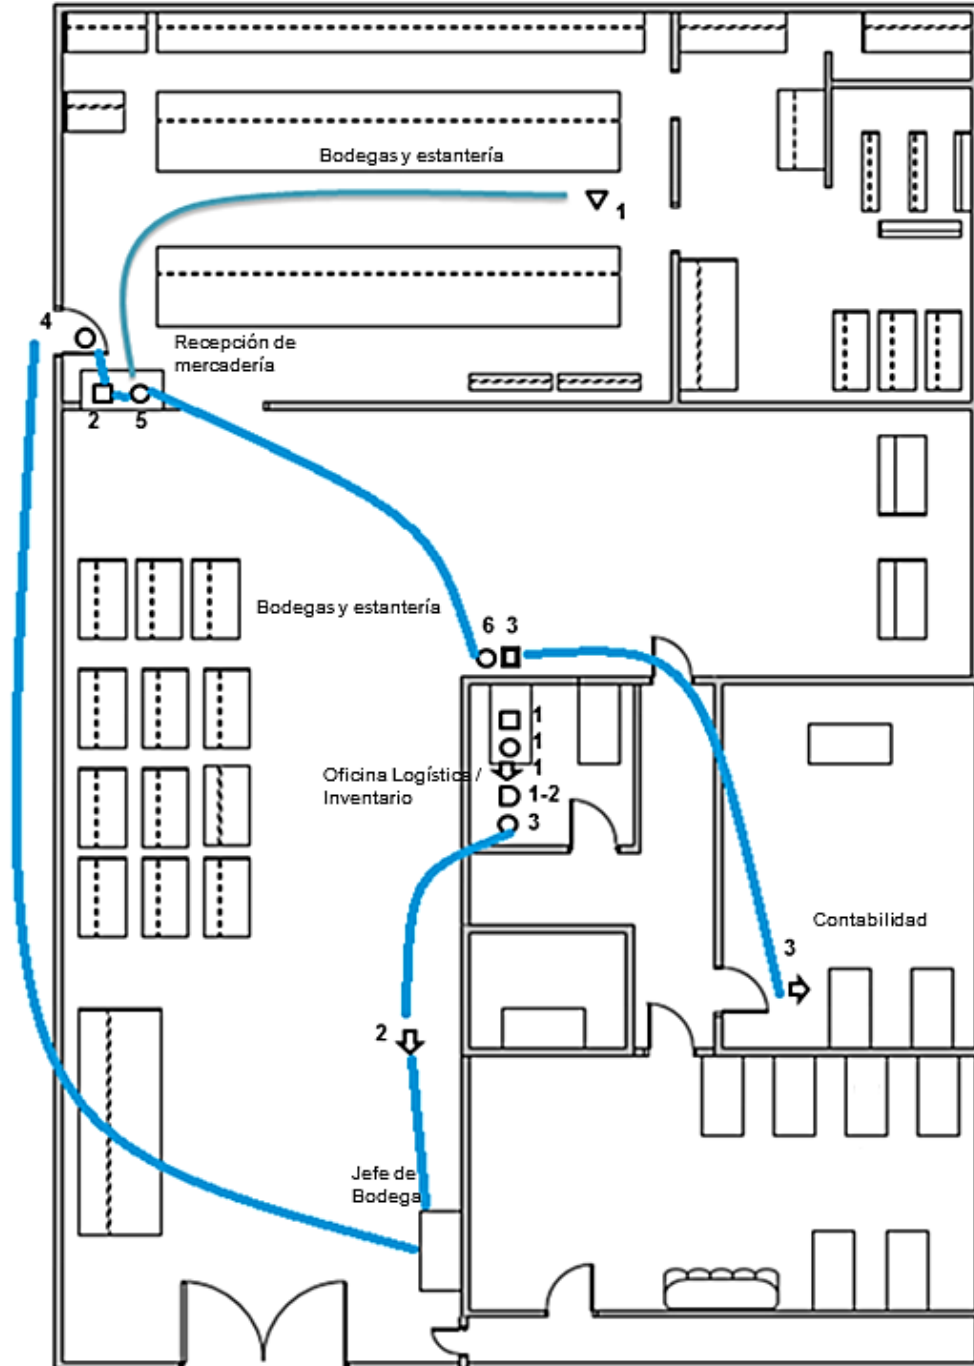 Bodegas y estantería
1
4
Recepción de
mercadería
2
5
Bodegas y estantería
6 3
1
1
Oficina Logística /
Inventario
1
1-2
3
Contabilidad
3
2
Jefe de
Bodega